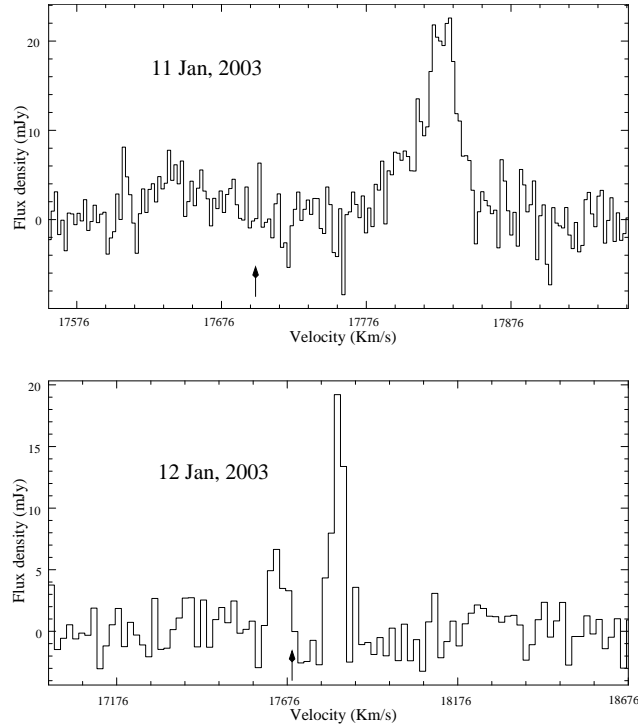 20
11 Jan, 2003
10
0
Flux density (mJy)
17576
17676
17776
17876
Velocity (Km/s)
20
15
12 Jan, 2003
10
5
0
Flux density (mJy)
17176
17676
18176
18676
Velocity (Km/s)